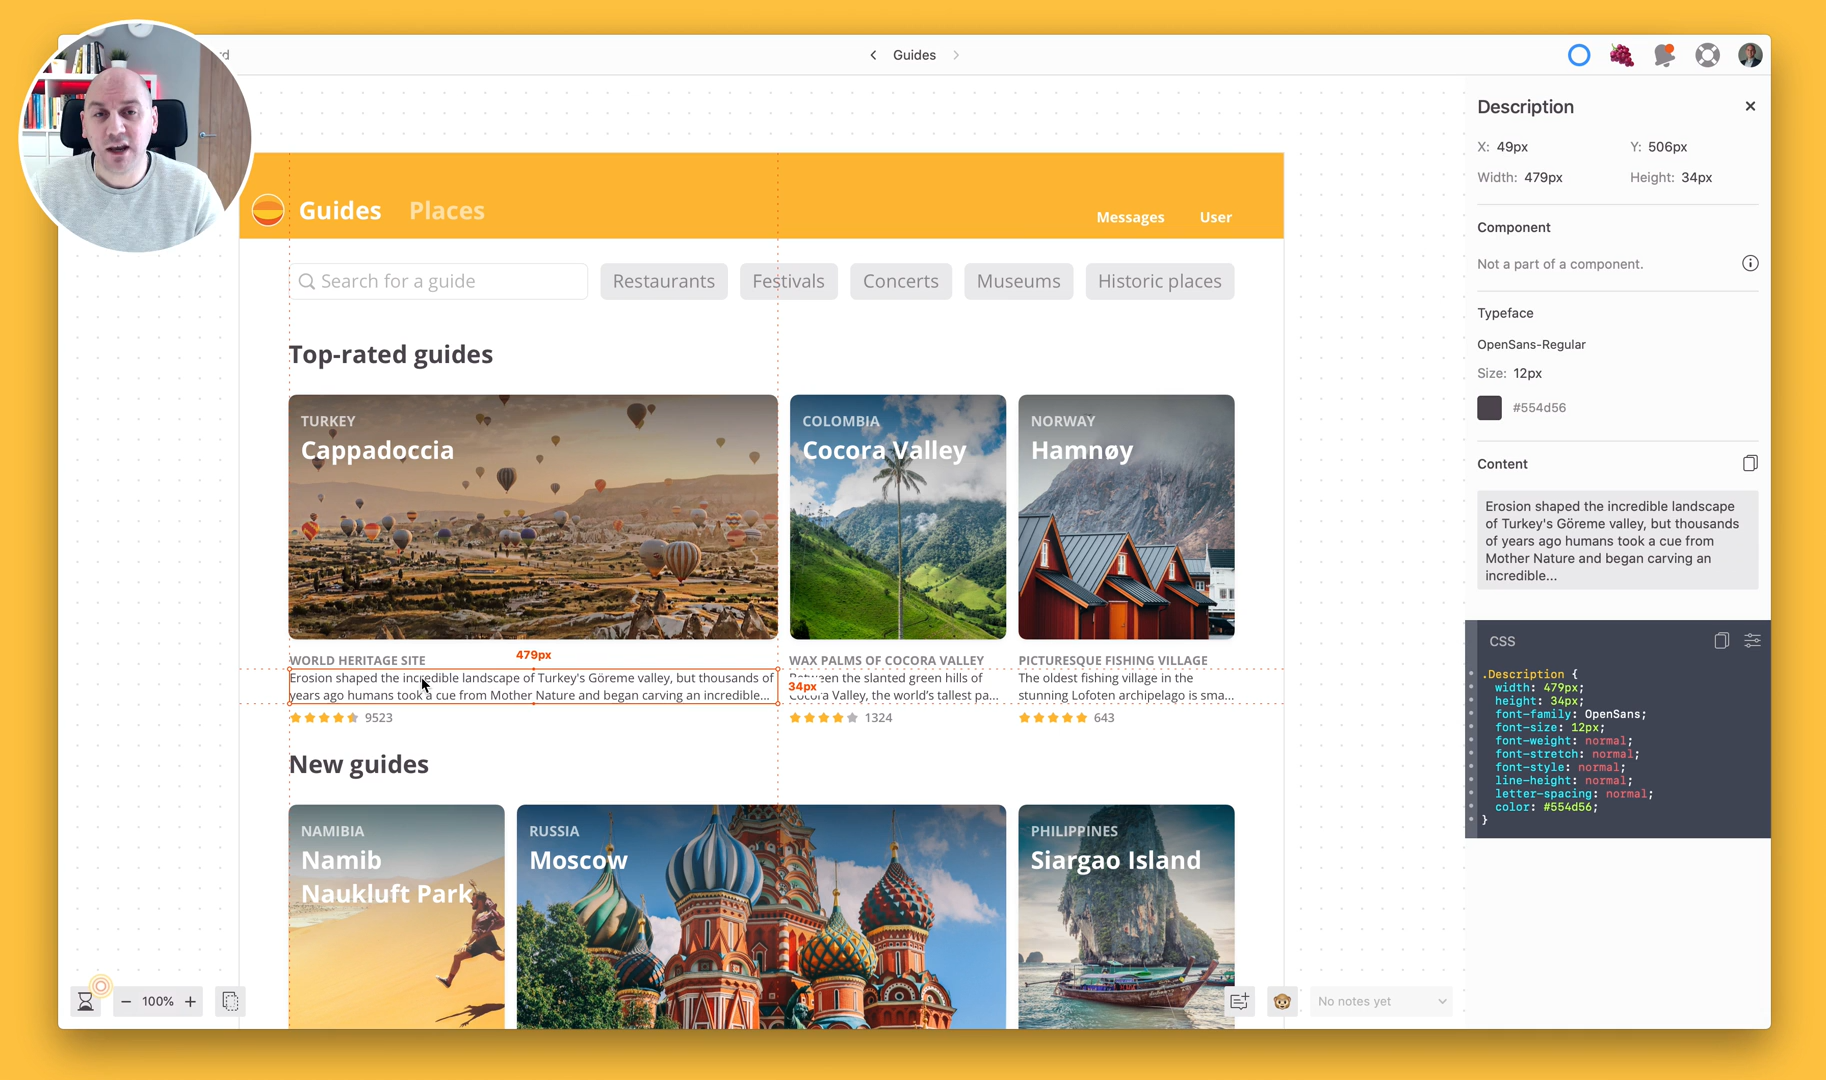 rd
Guides
Guides
Places
Messages
User
Search for a guide
Restaurants
Festivals
Concerts
Museums
Historic places
Top-rated guides
TURKEY
Cappadoccia
COLOMBIA
Cocora Valley
NORWAY
Hamnøy
479px
WORLD HERITAGE SITE
Erosion shaped the incredible landscape of Turkey's Göreme valley, but thousands of
years ago humans took a cue from Mother Nature and began carving an incredible...
9523
34px
WAX PALMS OF COCORA VALLEY
Between the slanted green hills of
Cocora Valley, the world's tallest pa...
1324
PICTURESQUE FISHING VILLAGE
The oldest fishing village in the
stunning Lofoten archipelago is sma...
643
New guides
NAMIBIA
Namib
Naukluft Park
RUSSIA
Moscow
PHILIPPINES
Siargao Island
100%
No notes yet
Description
X: 49px
Y: 506px
Width: 479px
Height: 34px
Component
Not a part of a component.
Typeface
OpenSans-Regular
Size: 12px
#554d56
Content
Erosion shaped the incredible landscape
of Turkey's Göreme valley, but thousands
of years ago humans took a cue from
Mother Nature and began carving an
incredible...
CSS
.Description {
width: 479px;
height: 34px;
font-family: OpenSans;
font-size: 12px;
font-weight: normal;
font-stretch: normal;
font-style: normal;
line-height: normal;
letter-spacing: normal;
color: #554d56;
}